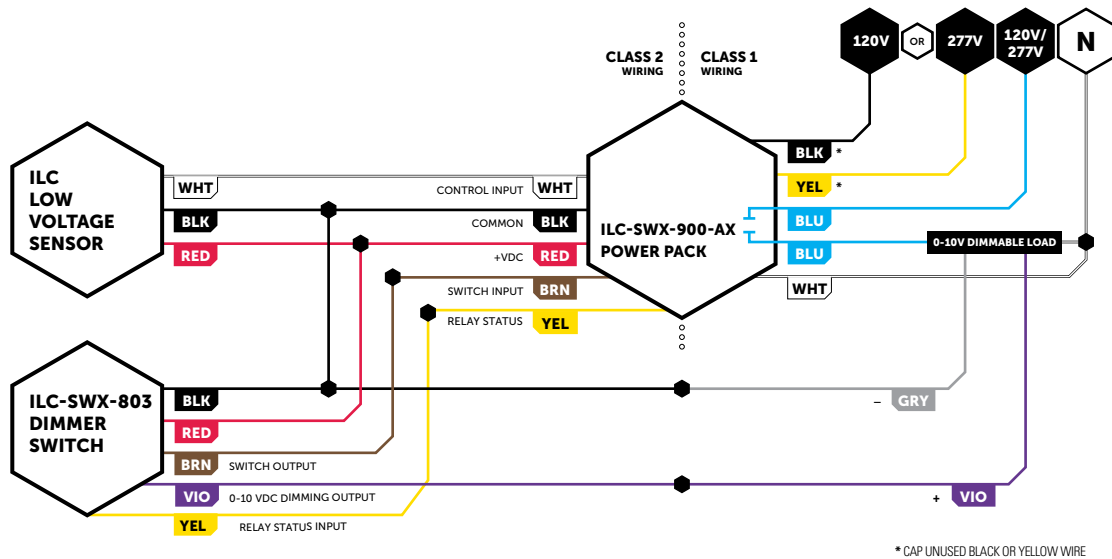 120V
OR
277V
120V/
277V
N
CLASS 2
WIRING
CLASS 1
WIRING
ILC
LOW
VOLTAGE
SENSOR
WHT
BLK
RED
CONTROL INPUT
WHT
COMMON
BLK
+VDC
RED
SWITCH INPUT
BRN
RELAY STATUS
YEL
ILC-SWX-900-AX
POWER PACK
BLK *
YEL *
BLU
BLU
WHT
0-10V DIMMABLE LOAD
ILC-SWX-803
DIMMER
SWITCH
BLK
RED
BRN SWITCH OUTPUT
VIO 0-10 VDC DIMMING OUTPUT
YEL RELAY STATUS INPUT
– GRY
+ VIO
* CAP UNUSED BLACK OR YELLOW WIRE